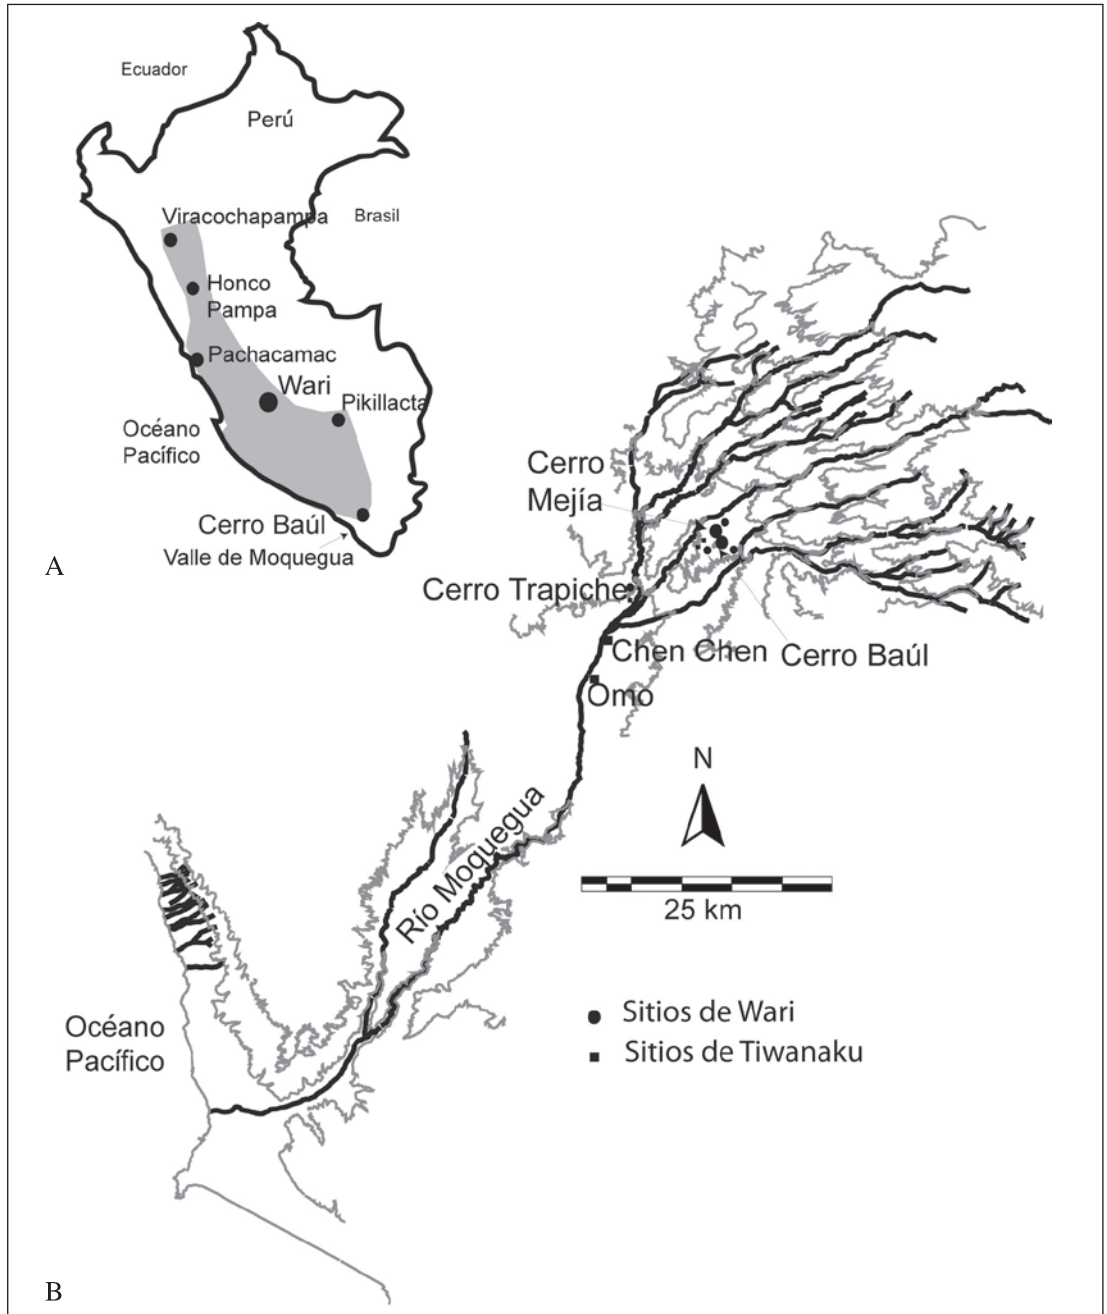 Ecuador
Perú
Viracochapampa
Brasil
Honco
Pampa
Pachacamac
Wari
Pikillacta
Océano
Pacífico
Cerro Baúl
Valle de Moquegua
A
Cerro
Mejía
Cerro Trapiche
Chen Chen
Cerro Baúl
Omo
N
Río Moquegua
25 km
Sitios de Wari
Sitios de Tiwanaku
Océano
Pacífico
B